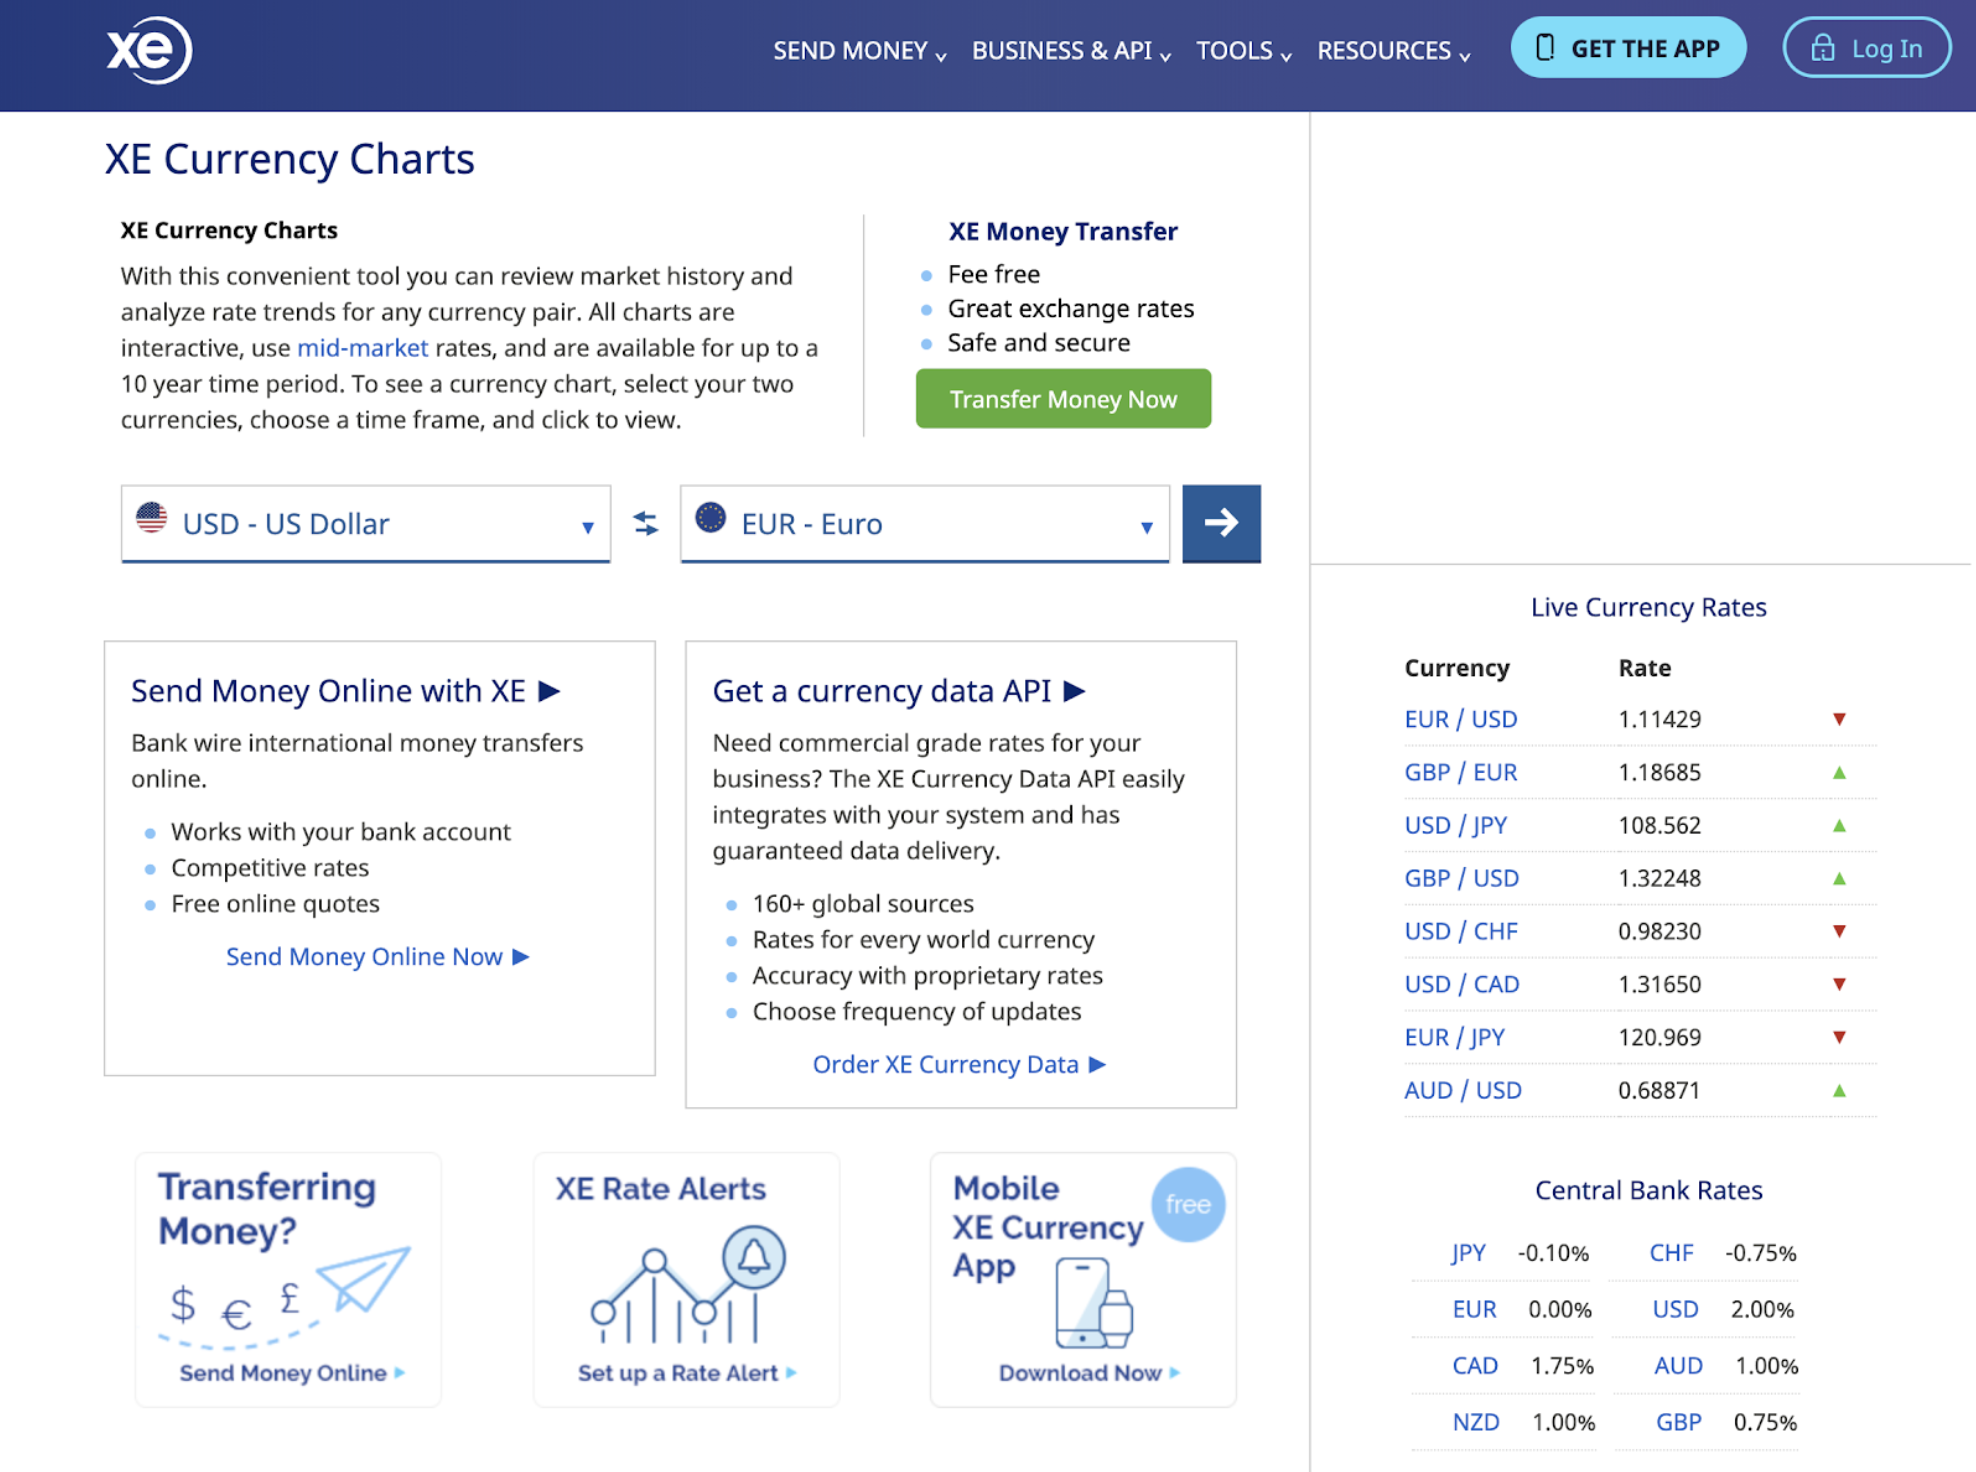 xe
SEND MONEY
BUSINESS & API
TOOLS
RESOURCES
GET THE APP
Log In
XE Currency Charts
XE Currency Charts
With this convenient tool you can review market history and
analyze rate trends for any currency pair. All charts are
interactive, use mid-market rates, and are available for up to a
10 year time period. To see a currency chart, select your two
currencies, choose a time frame, and click to view.
XE Money Transfer
Fee free
Great exchange rates
Safe and secure
Transfer Money Now
USD - US Dollar
EUR - Euro
Send Money Online with XE
Bank wire international money transfers
online.
Works with your bank account
Competitive rates
Free online quotes
Send Money Online Now
Get a currency data API
Need commercial grade rates for your
business? The XE Currency Data API easily
integrates with your system and has
guaranteed data delivery.
160+ global sources
Rates for every world currency
Accuracy with proprietary rates
Choose frequency of updates
Order XE Currency Data
Transferring
Money?
$ € £
Send Money Online
XE Rate Alerts
Set up a Rate Alert
Mobile
XE Currency
App
free
Download Now
Live Currency Rates
Currency Rate
EUR / USD 1.11429 ▼
GBP / EUR 1.18685 ▲
USD / JPY 108.562 ▲
GBP / USD 1.32248 ▲
USD / CHF 0.98230 ▼
USD / CAD 1.31650 ▼
EUR / JPY 120.969 ▼
AUD / USD 0.68871 ▲
Central Bank Rates
JPY -0.10% CHF -0.75%
EUR 0.00% USD 2.00%
CAD 1.75% AUD 1.00%
NZD 1.00% GBP 0.75%